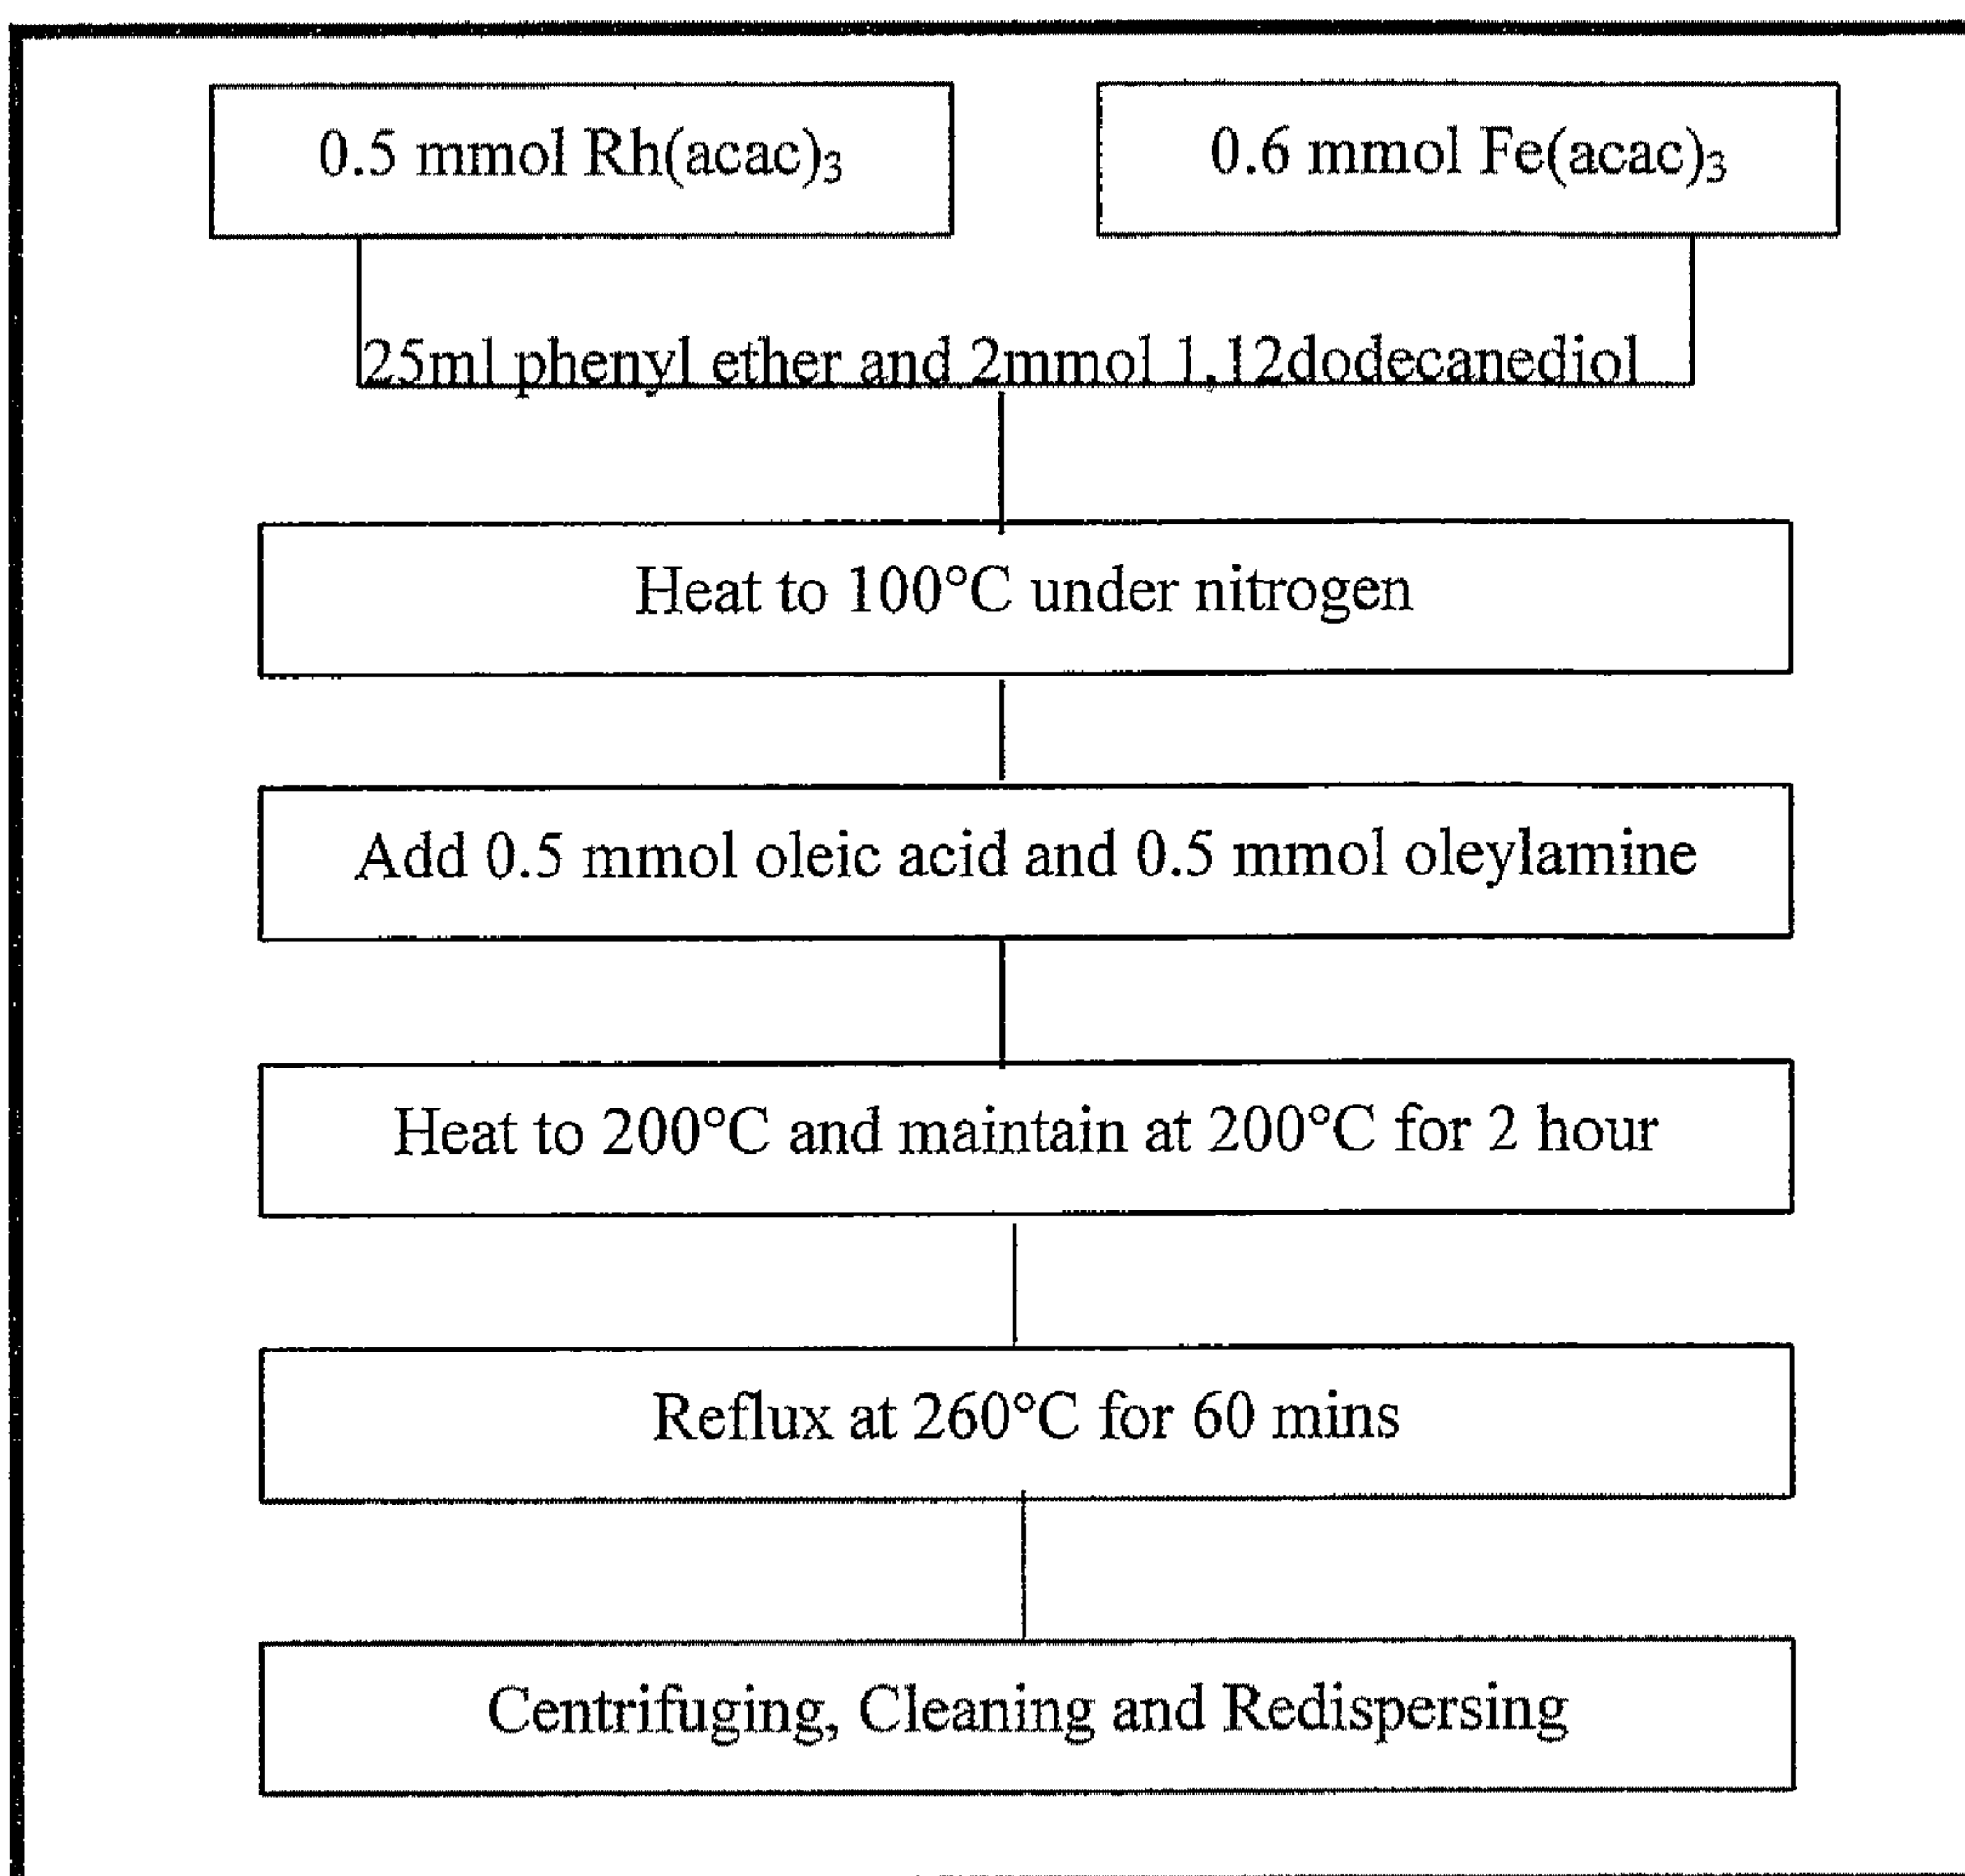 0.5 mmol Rh(acac)₃
0.6 mmol Fe(acac)₃
25ml phenyl ether and 2mmol 1,12dodecanediol
Heat to 100°C under nitrogen
Add 0.5 mmol oleic acid and 0.5 mmol oleylamine
Heat to 200°C and maintain at 200°C for 2 hour
Reflux at 260°C for 60 mins
Centrifuging, Cleaning and Redispersing